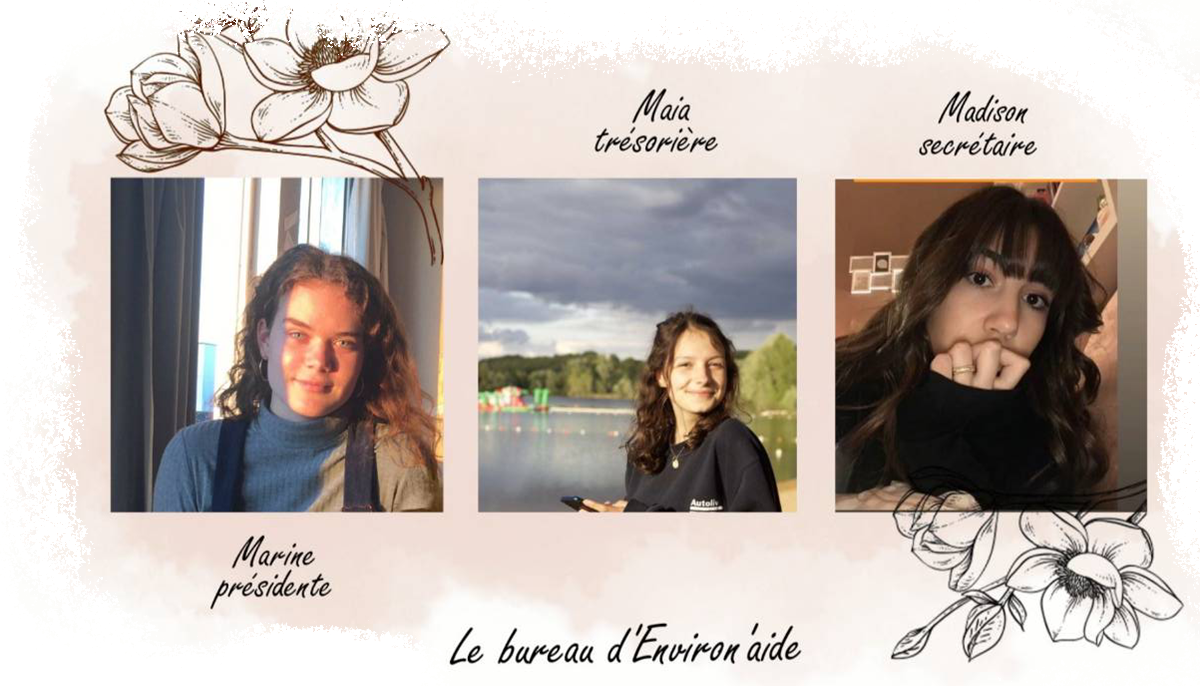 Maia
trésorière
Madison
secrétaire
Marine
présidente
Le bureau d'Environ'aide